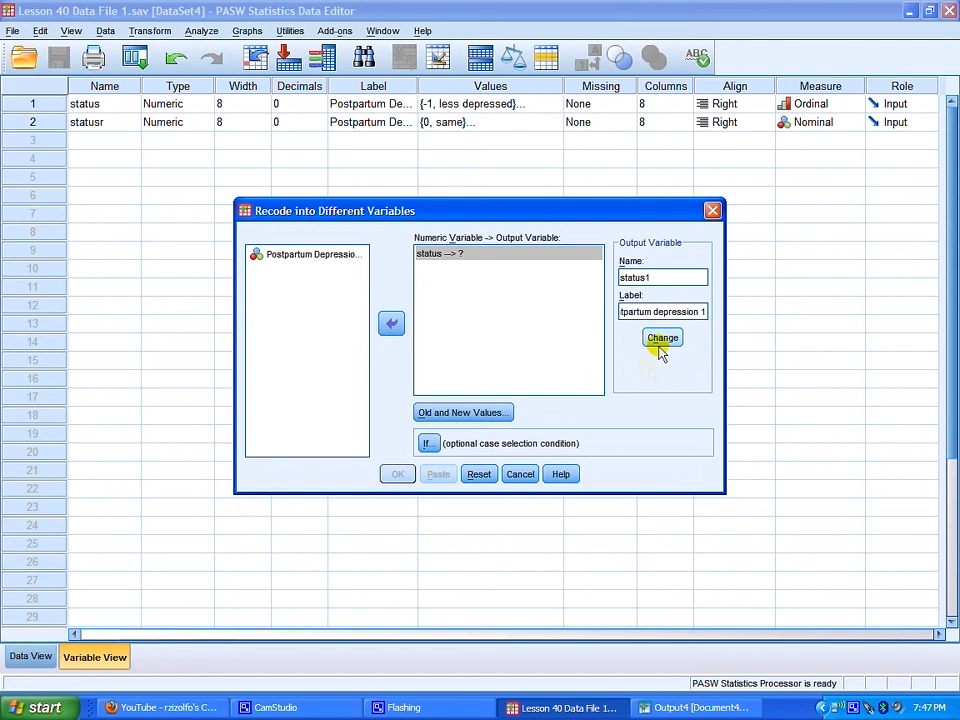 Lesson 40 Data File 1.sav [DataSet4] - PASW Statistics Data Editor
File Edit View Data Transform Analyze Graphs Utilities Add-ons Window Help
Name Type Width Decimals Label Values Missing Columns Align Measure Role
1 status Numeric 8 0 Postpartum De... {-1, less depressed}... None 8 Right Ordinal Input
2 statusr Numeric 8 0 Postpartum De... {0, same}... None 8 Right Nominal Input
3
4
5
6
7
8
9
10
11
12
13
14
15
16
17
18
19
20
21
22
23
24
25
26
27
28
29
Recode into Different Variables
Numeric Variable -> Output Variable:
Postpartum Depressio...
status --> ?
Output Variable
Name:
status1
Label:
tpartum depression 1
Change
Old and New Values...
If... (optional case selection condition)
OK Paste Reset Cancel Help
Data View Variable View
PASW Statistics Processor is ready
start YouTube - rzizolfo's C... CamStudio Flashing Lesson 40 Data File 1... Output4 [Document4... 7:47 PM